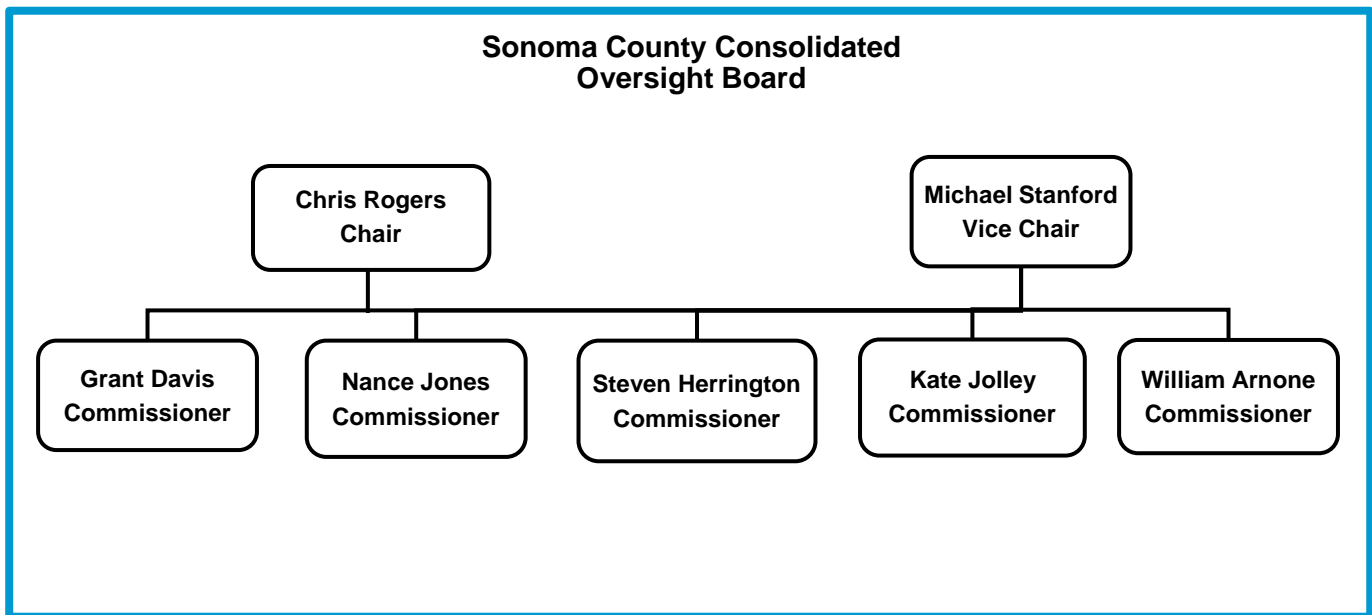 Sonoma County Consolidated
Oversight Board
Chris Rogers
Chair
Michael Stanford
Vice Chair
Grant Davis
Commissioner
Nance Jones
Commissioner
Steven Herrington
Commissioner
Kate Jolley
Commissioner
William Arnone
Commissioner